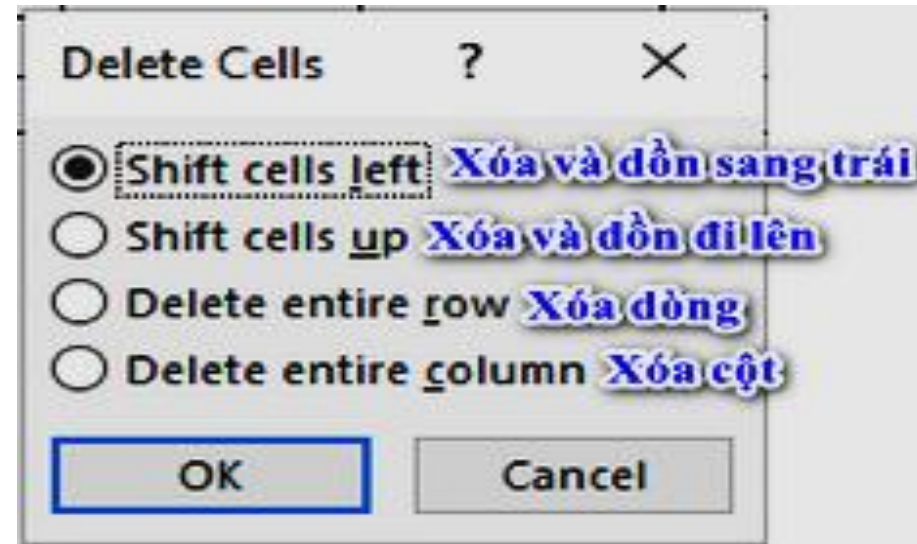 Delete Cells ? ×
Shift cells left Xóa và dồn sang trái
Shift cells up Xóa và dồn đi lên
Delete entire row Xóa dòng
Delete entire column Xóa cột
OK Cancel